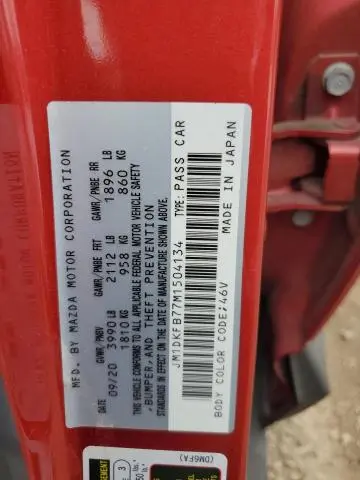 MFD. BY MAZDA MOTOR CORPORATION
GVWR/PNBV GAWR/PNBE FRT GAWR/PNBE RR
09/20 3990 LB 2112 LB 1896 LB
1810 KG 958 KG 860 KG
THIS VEHICLE CONFORMS TO ALL APPLICABLE FEDERAL MOTOR VEHICLE SAFETY
,BUMPER,AND THEFT PREVENTION
STANDARDS IN EFFECT ON THE DATE OF MANUFACTURE SHOWN ABOVE.
JM1DKFB77M1504134 TYPE: PASS CAR
MADE IN JAPAN
BODY COLOR CODE:46V
(DM6FA)
3